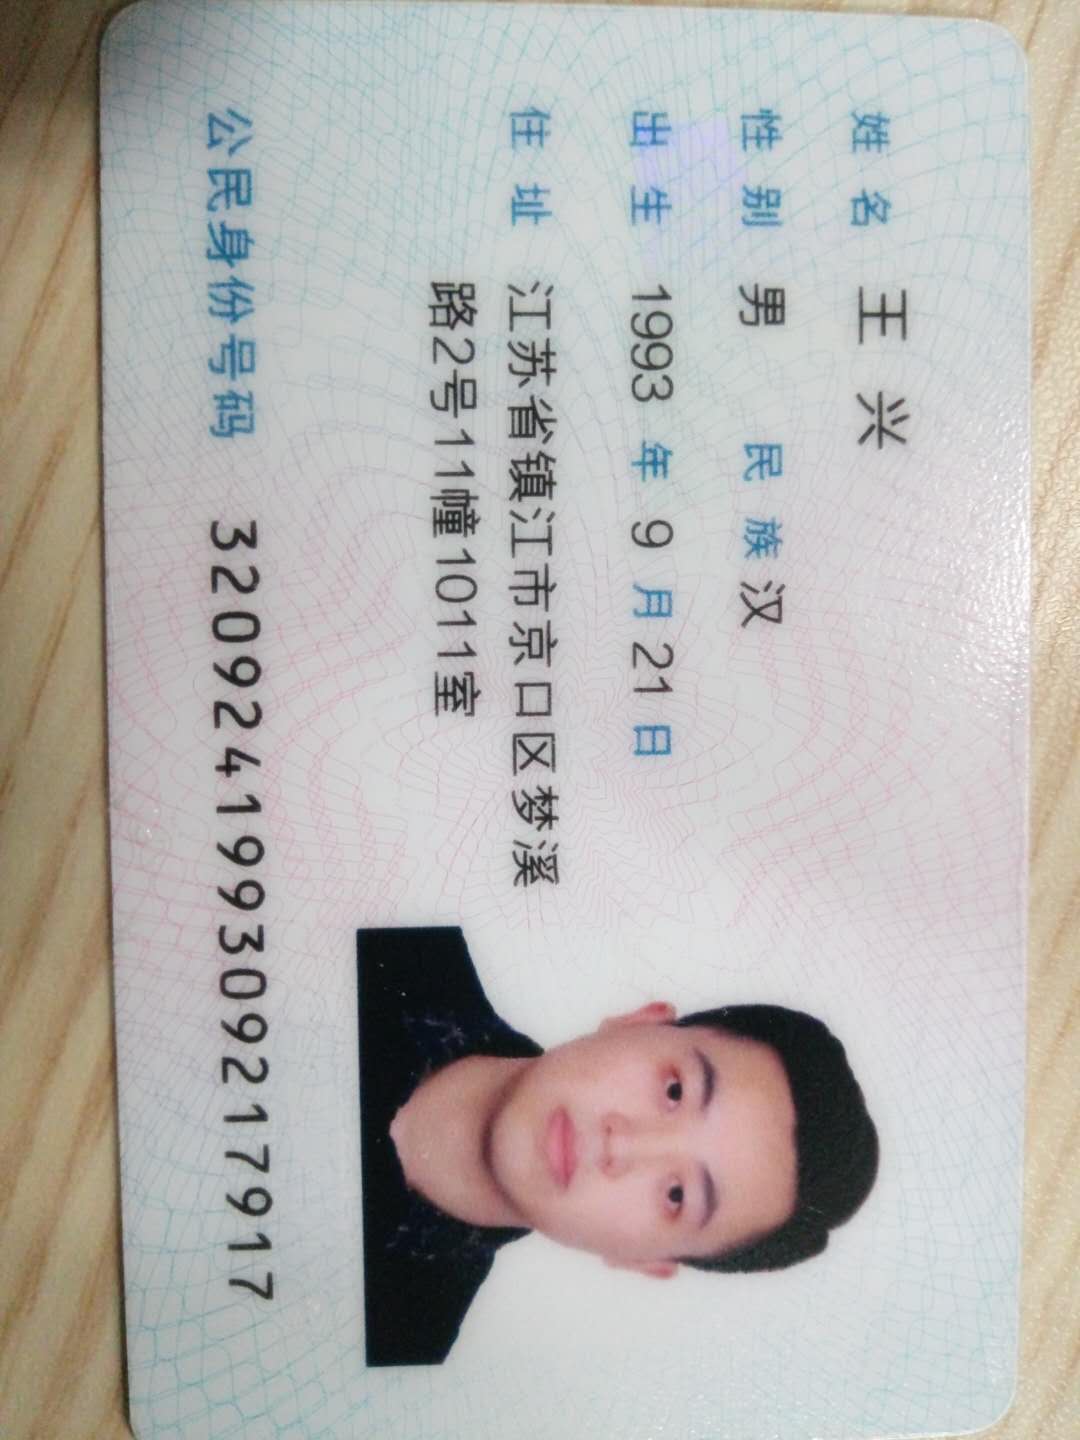 姓名 王兴
性别 男 民族 汉
出生 1993 年 9 月 21 日
住址 江苏省镇江市京口区梦溪
路2号11幢1011室
公民身份号码 320924199309217917